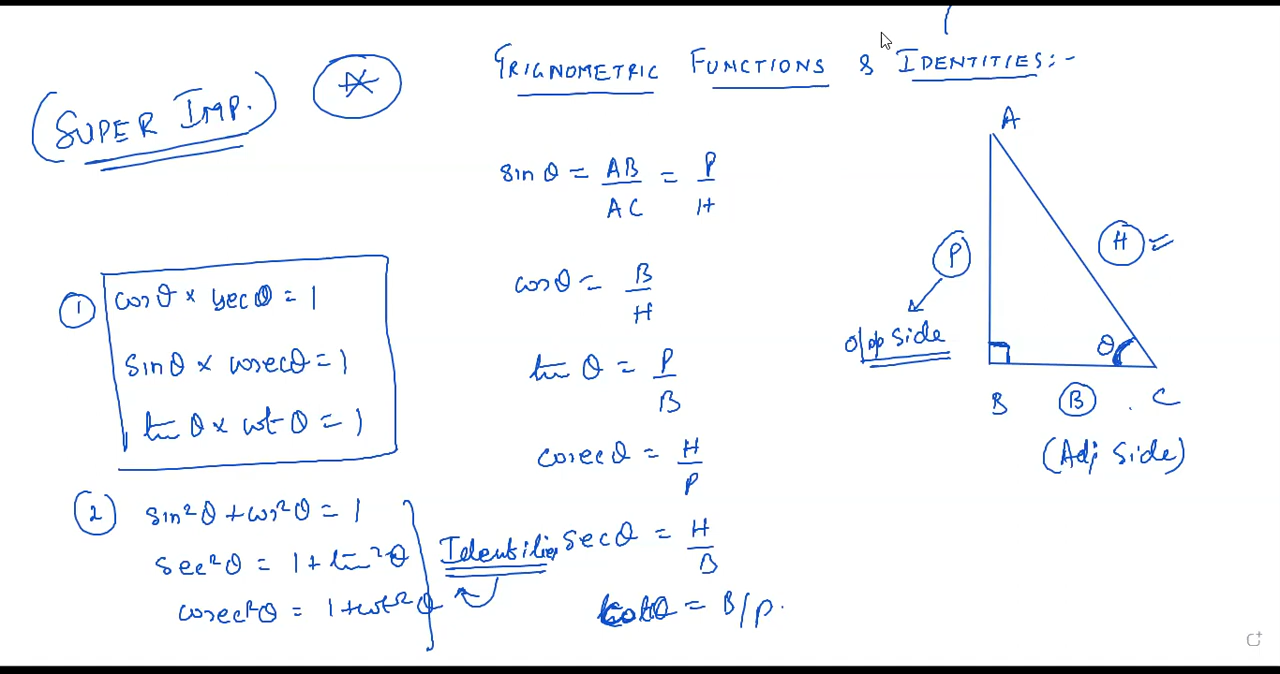 TRIGNOMETRIC FUNCTIONS & IDENTITIES:-
(SUPER IMP.)
sin θ = AB/AC = P/H
cos θ = B/H
tan θ = P/B
cosec θ = H/P
sec θ = H/B
cot θ = B/P.
① cos θ × sec θ = 1
sin θ × cosec θ = 1
tan θ × cot θ = 1
② sin²θ + cos²θ = 1
sec²θ = 1 + tan²θ
cosec²θ = 1 + cot²θ
Identities
A
P
H
opp side
θ
B
B
C
(Adj Side)